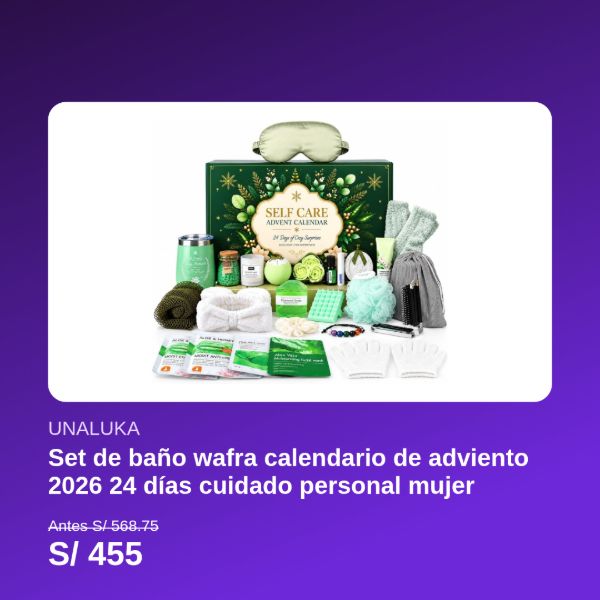 SELF CARE
ADVENT CALENDAR
24 Days of Cozy Surprises
UNALUKA
Set de baño wafra calendario de adviento
2026 24 días cuidado personal mujer
Antes S/ 568.75
S/ 455